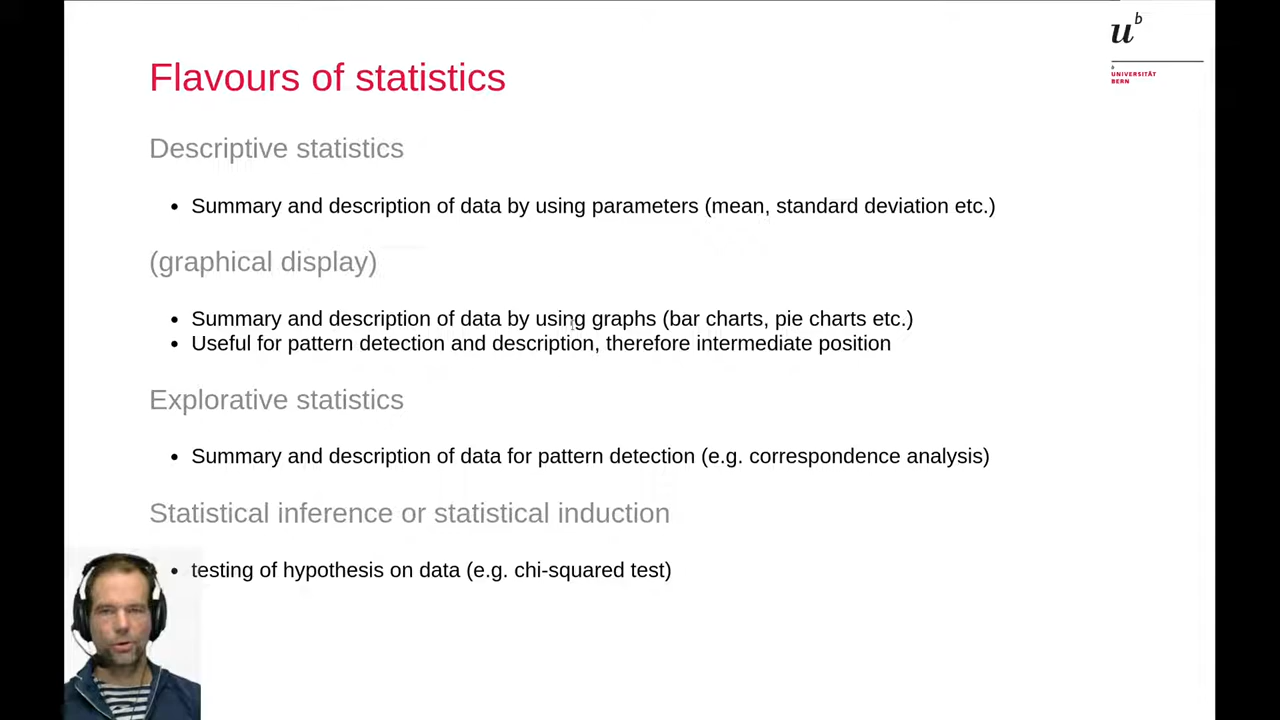 u b
Flavours of statistics
b
UNIVERSITÄT
BERN
Descriptive statistics
• Summary and description of data by using parameters (mean, standard deviation etc.)
(graphical display)
• Summary and description of data by using graphs (bar charts, pie charts etc.)
• Useful for pattern detection and description, therefore intermediate position
Explorative statistics
• Summary and description of data for pattern detection (e.g. correspondence analysis)
Statistical inference or statistical induction
• testing of hypothesis on data (e.g. chi-squared test)